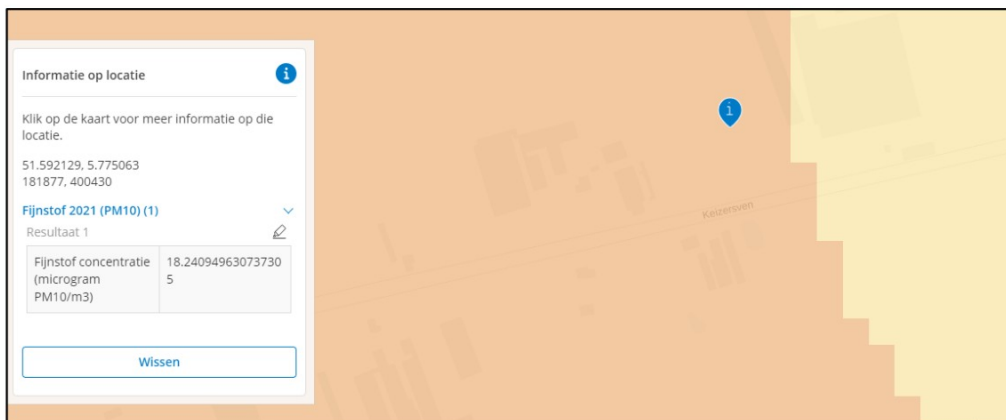 Informatie op locatie
Klik op de kaart voor meer informatie op die
locatie.
51.592129, 5.775063
181877, 400430
Fijnstof 2021 (PM10) (1)
Resultaat 1
Fijnstof concentratie
(microgram
PM10/m3)
18.24094963073730
5
Wissen
Keizersven